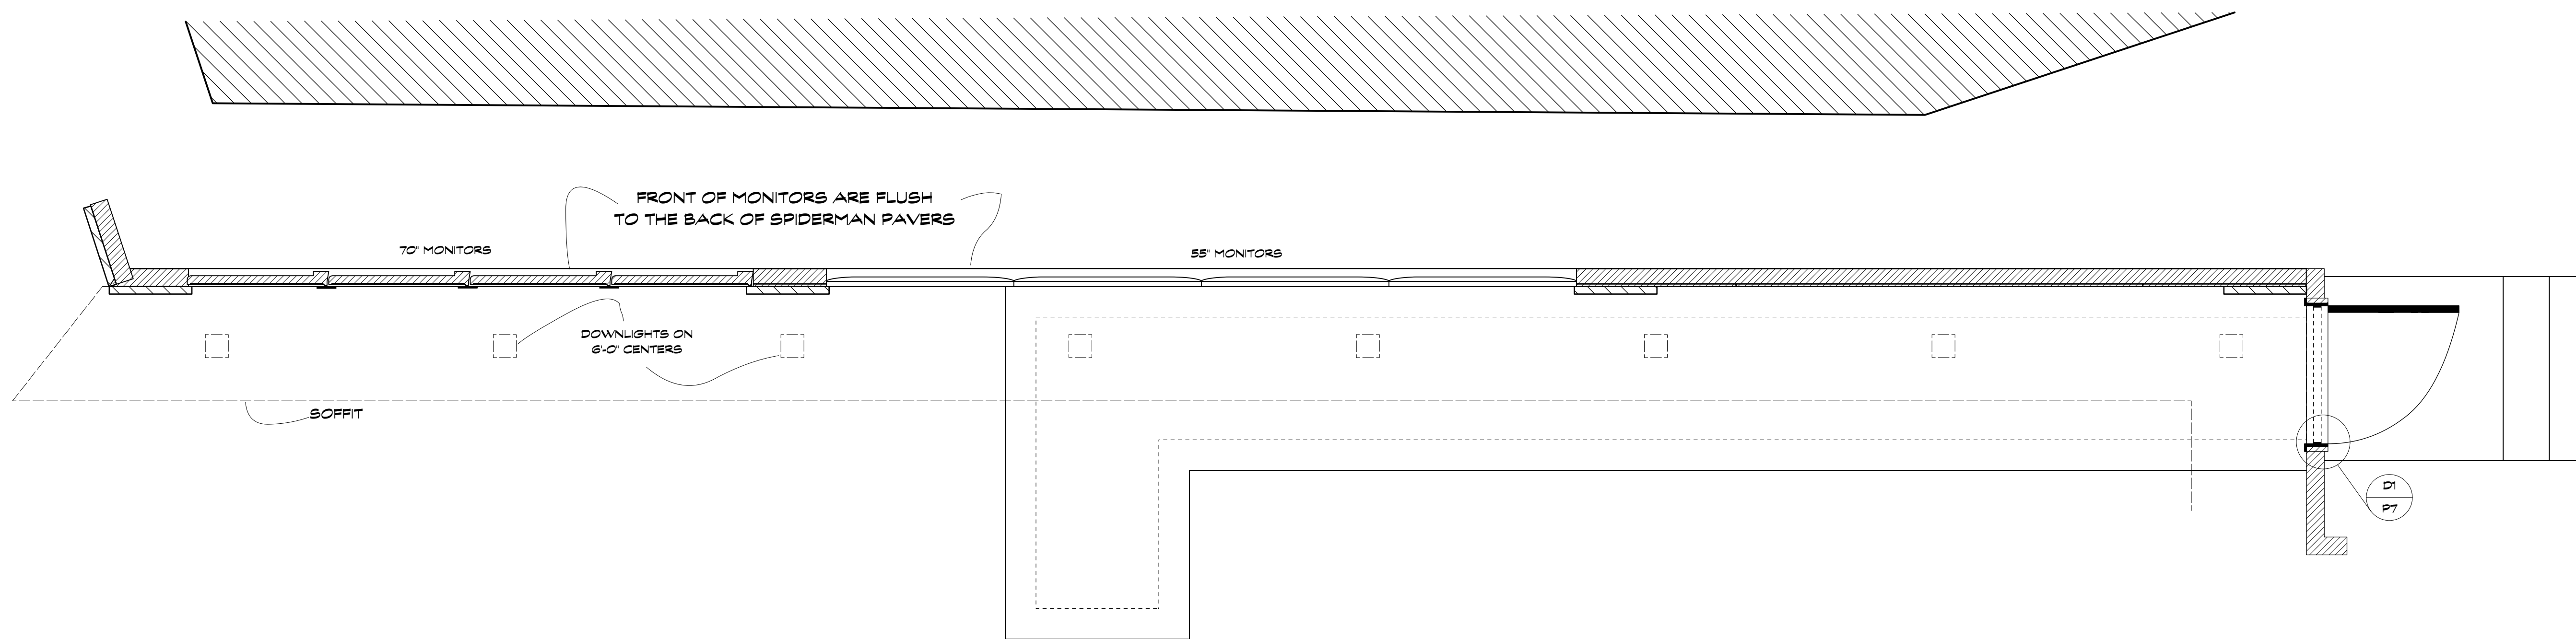 FRONT OF MONITORS ARE FLUSH
TO THE BACK OF SPIDERMAN PAVERS
70" MONITORS
55" MONITORS
DOWNLIGHTS ON
6'-0" CENTERS
SOFFIT
D1
P7